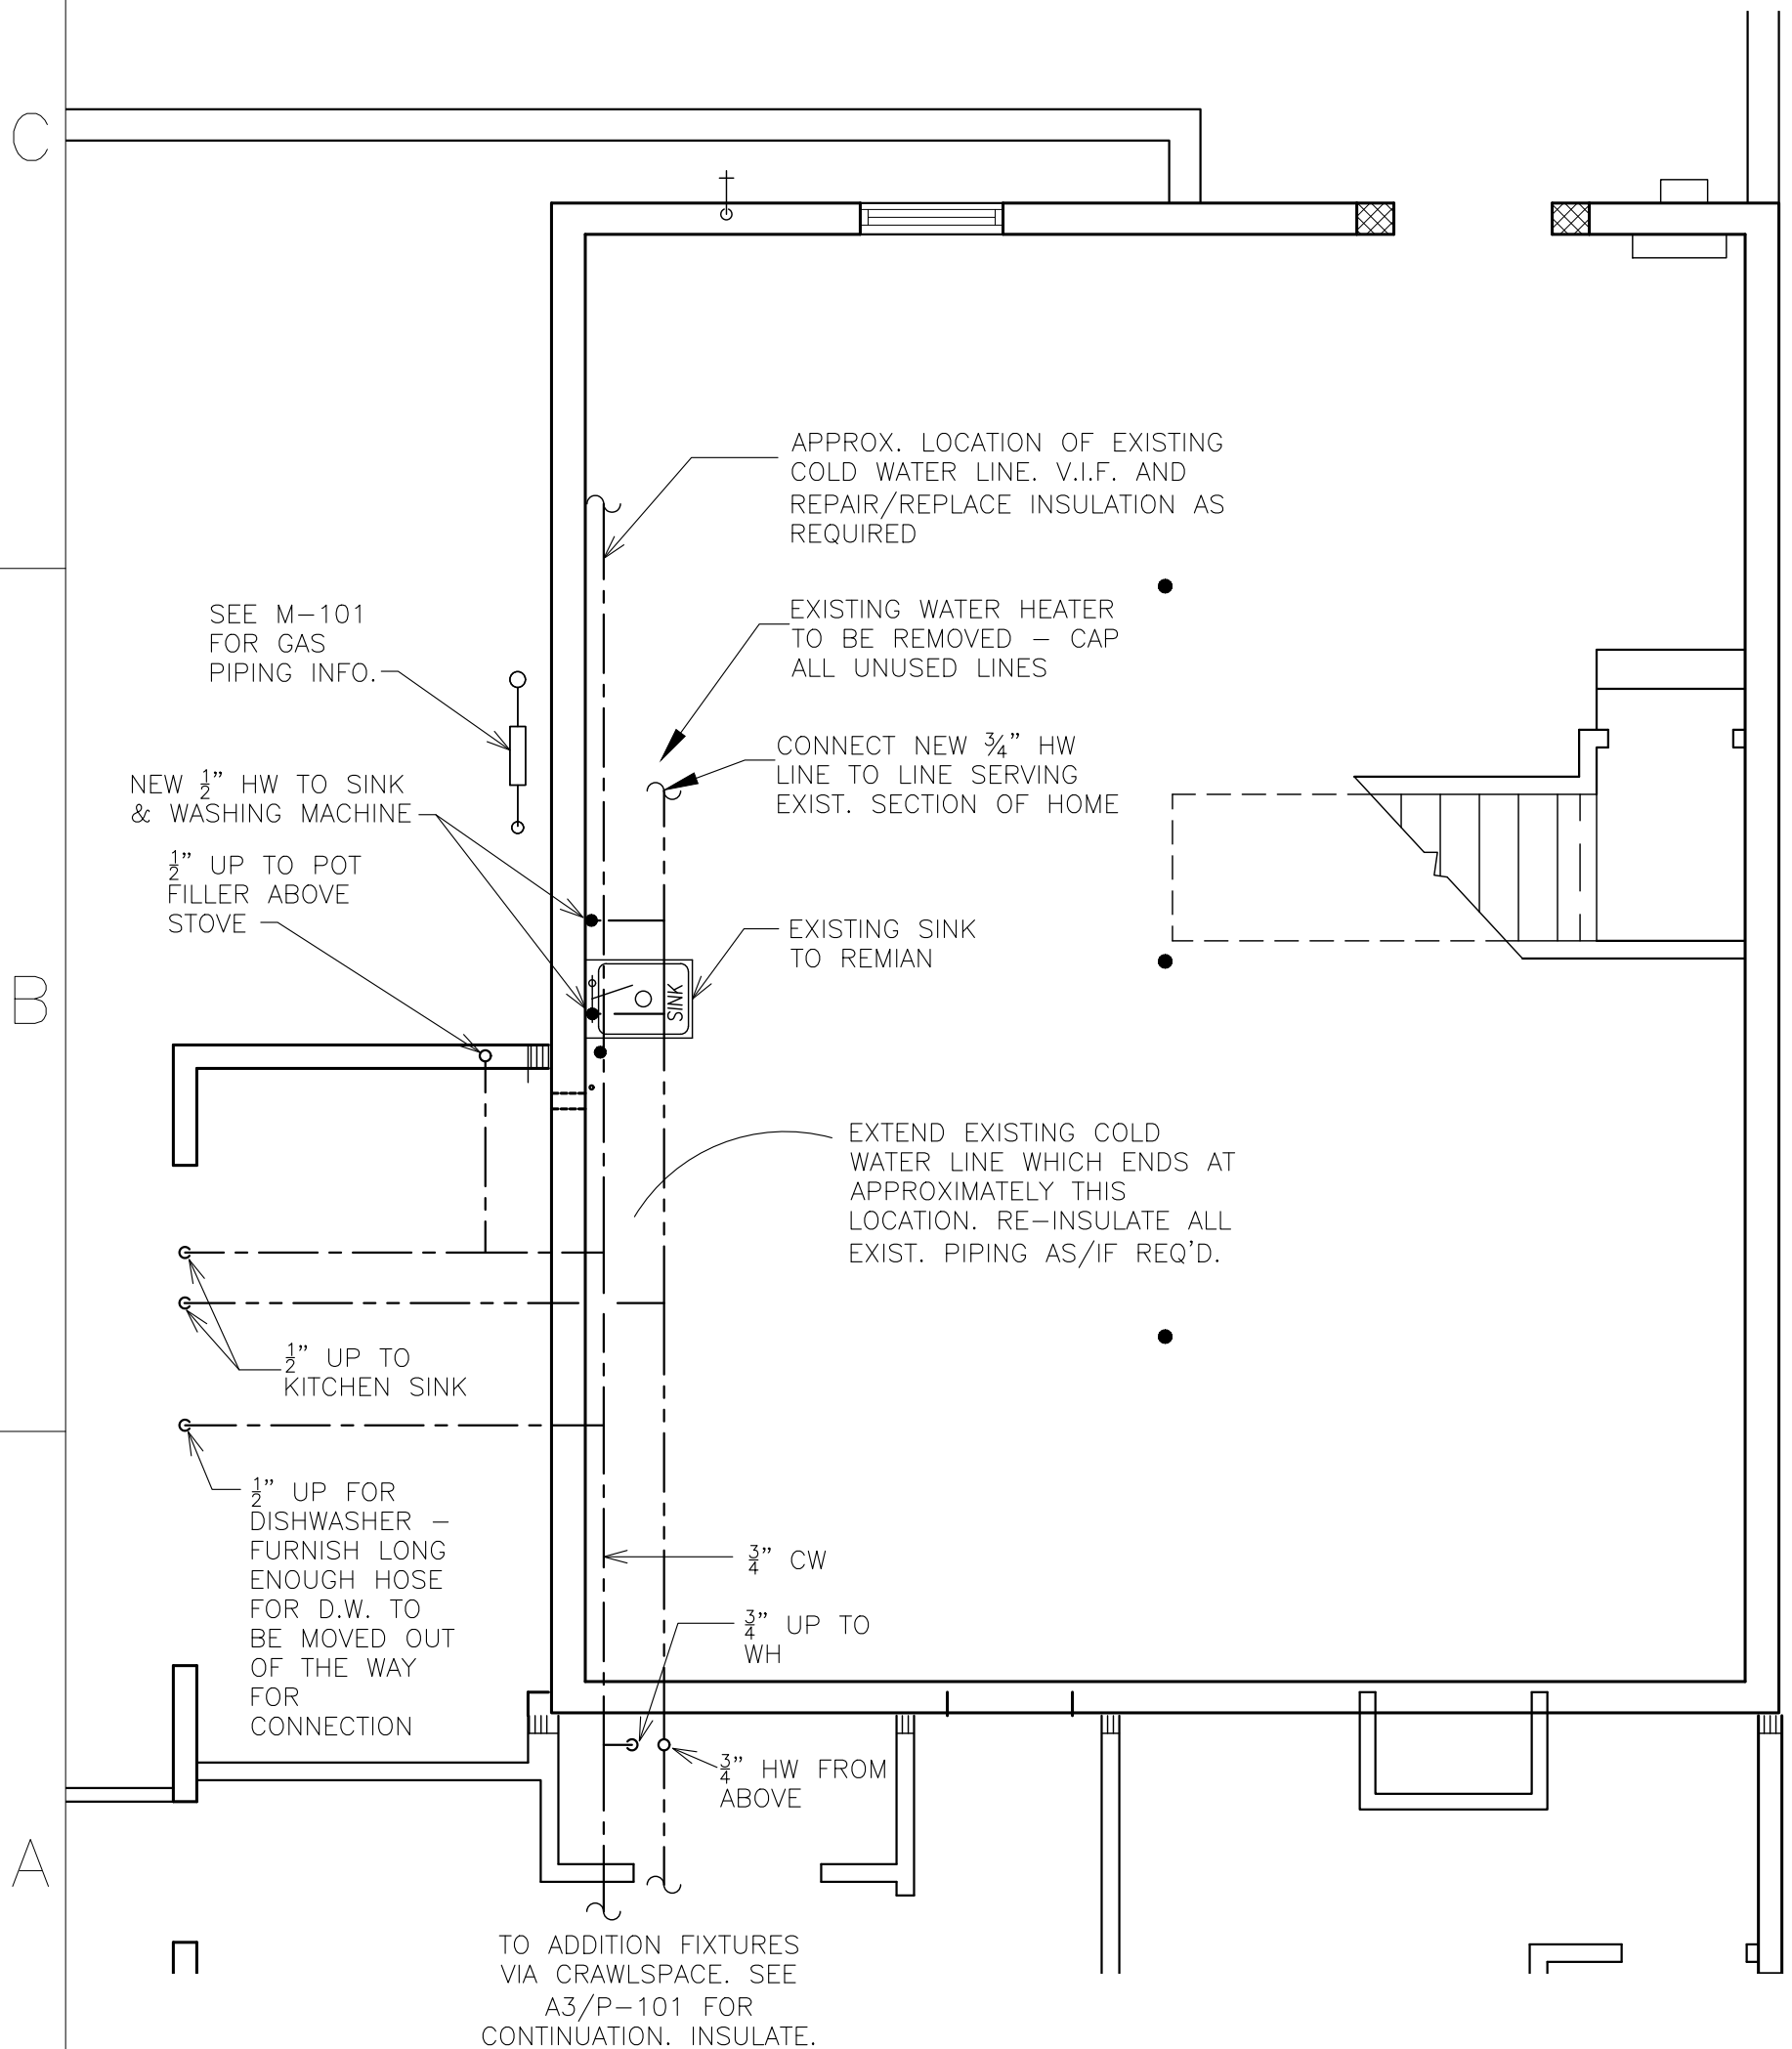 C
APPROX. LOCATION OF EXISTING
COLD WATER LINE. V.I.F. AND
REPAIR/REPLACE INSULATION AS
REQUIRED
SEE M-101
FOR GAS
PIPING INFO.
EXISTING WATER HEATER
TO BE REMOVED - CAP
ALL UNUSED LINES
CONNECT NEW ¾" HW
LINE TO LINE SERVING
EXIST. SECTION OF HOME
NEW ½" HW TO SINK
& WASHING MACHINE
½" UP TO POT
FILLER ABOVE
STOVE
EXISTING SINK
TO REMIAN
SINK
B
EXTEND EXISTING COLD
WATER LINE WHICH ENDS AT
APPROXIMATELY THIS
LOCATION. RE-INSULATE ALL
EXIST. PIPING AS/IF REQ'D.
½" UP TO
KITCHEN SINK
½" UP FOR
DISHWASHER -
FURNISH LONG
ENOUGH HOSE
FOR D.W. TO
BE MOVED OUT
OF THE WAY
FOR
CONNECTION
¾" CW
¾" UP TO
WH
¾" HW FROM
ABOVE
A
TO ADDITION FIXTURES
VIA CRAWLSPACE. SEE
A3/P-101 FOR
CONTINUATION. INSULATE.